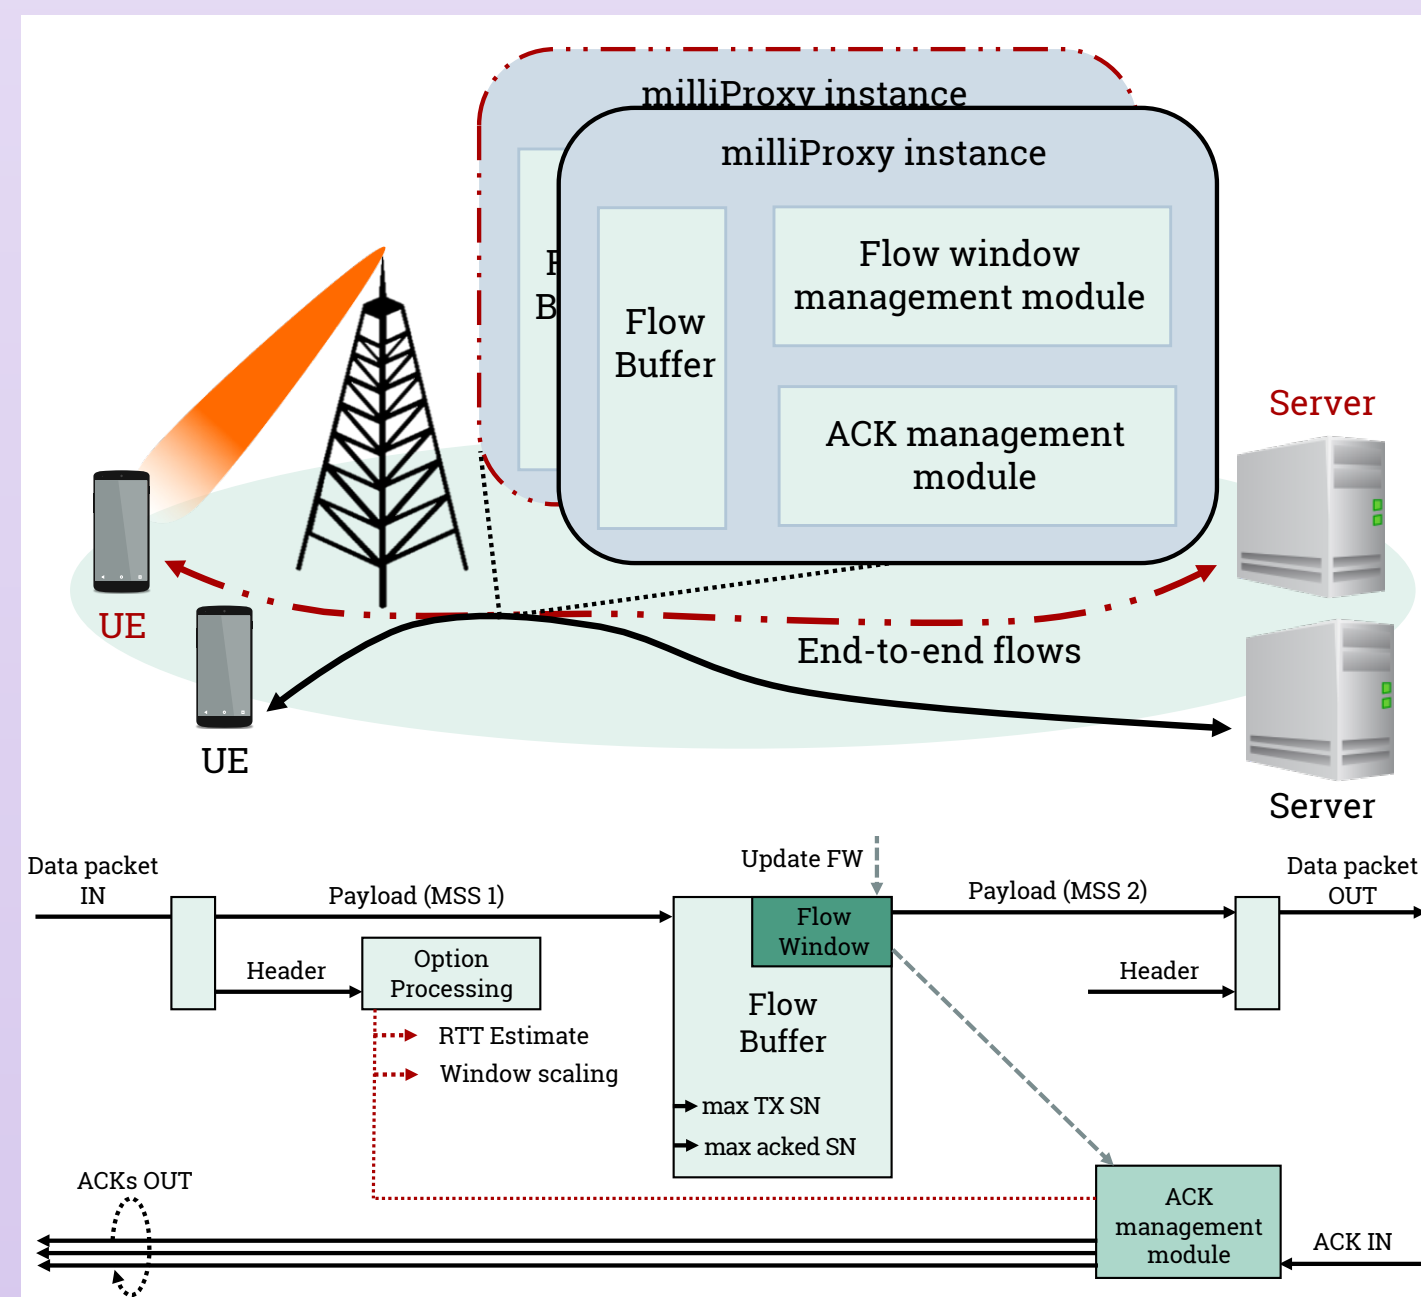 milliProxy instance
milliProxy instance
Flow window
management module
Flow
Buffer
ACK management
module
Server
UE
End-to-end flows
UE
Server
Update FW
Data packet
IN
Payload (MSS 1)
Payload (MSS 2)
Data packet
OUT
Flow
Window
Header
Option
Processing
Header
Flow
Buffer
RTT Estimate
Window scaling
max TX SN
max acked SN
ACKs OUT
ACK
management
module
ACK IN